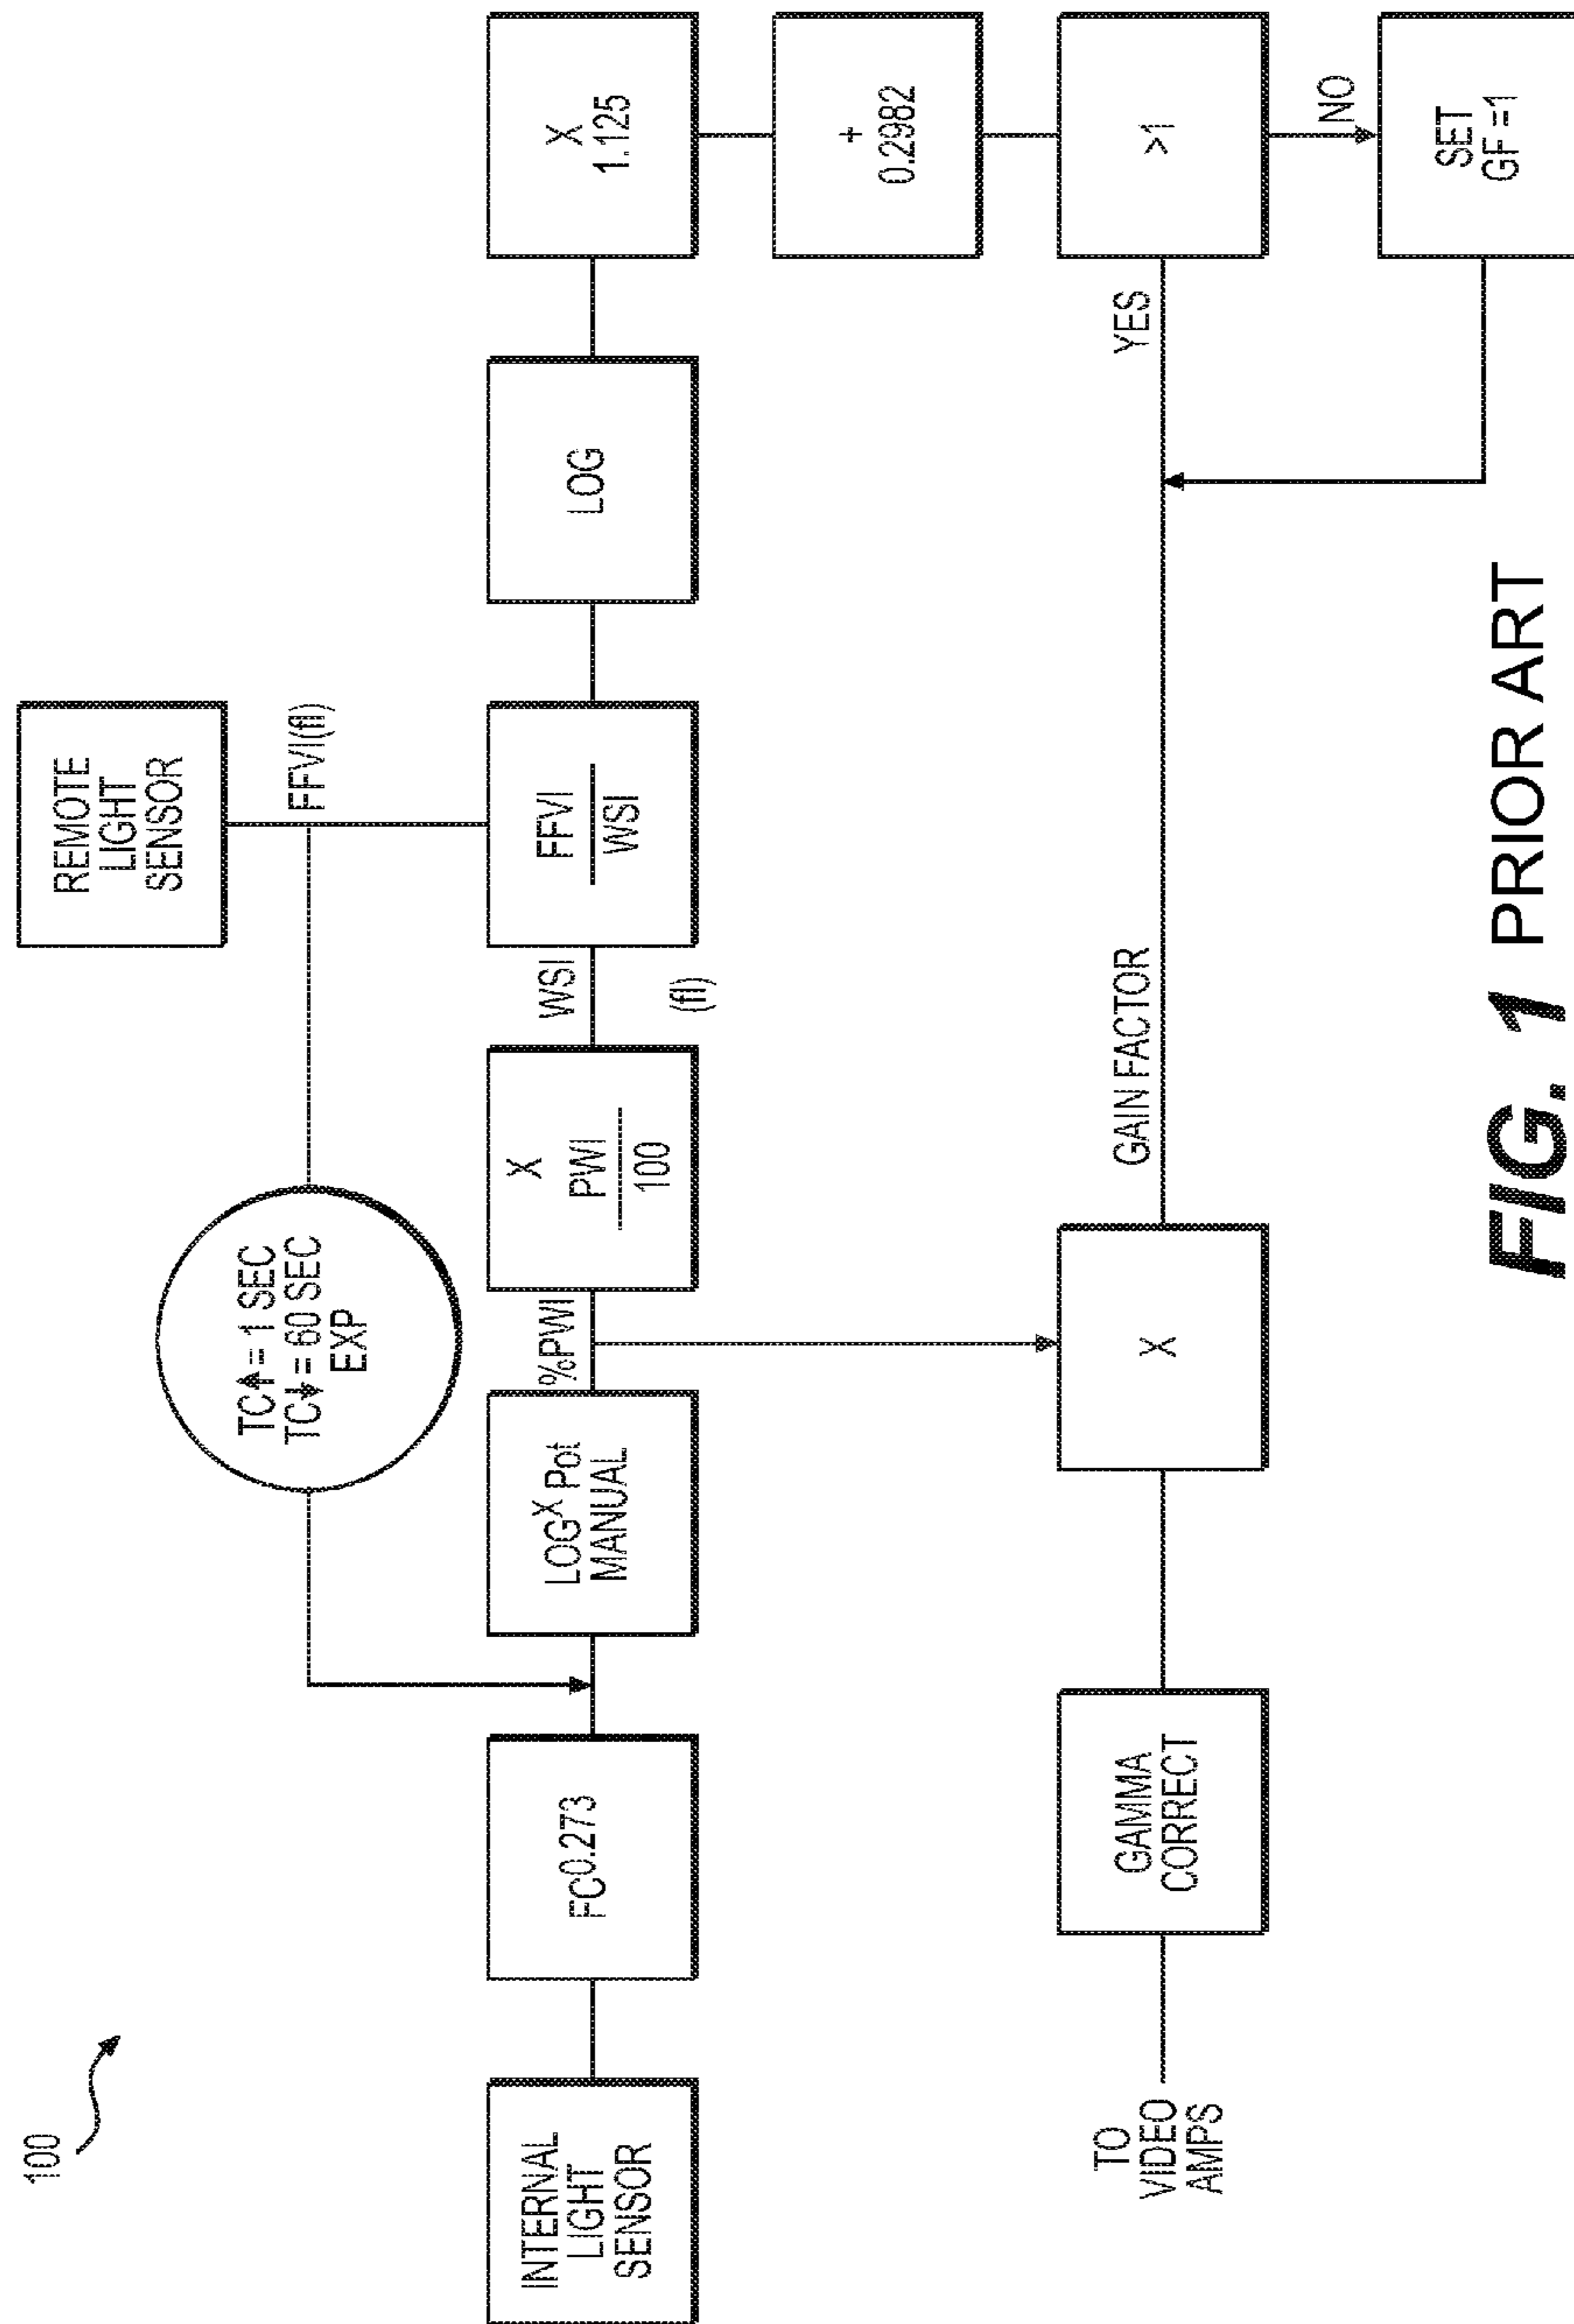 100
REMOTE
LIGHT
SENSOR
FFVI(fl)
TC↑= 1 SEC
TC↓= 60 SEC
EXP
INTERNAL
LIGHT
SENSOR
FC0.273
LOGX Pot
MANUAL
%PWI
X
PWI
100
WSI
(fl)
FFVI
WSI
LOG
X
1.125
+
0.2982
>1
NO
SET
GF =1
YES
GAIN FACTOR
X
GAMMA
CORRECT
TO
VIDEO
AMPS
FIG. 1 PRIOR ART